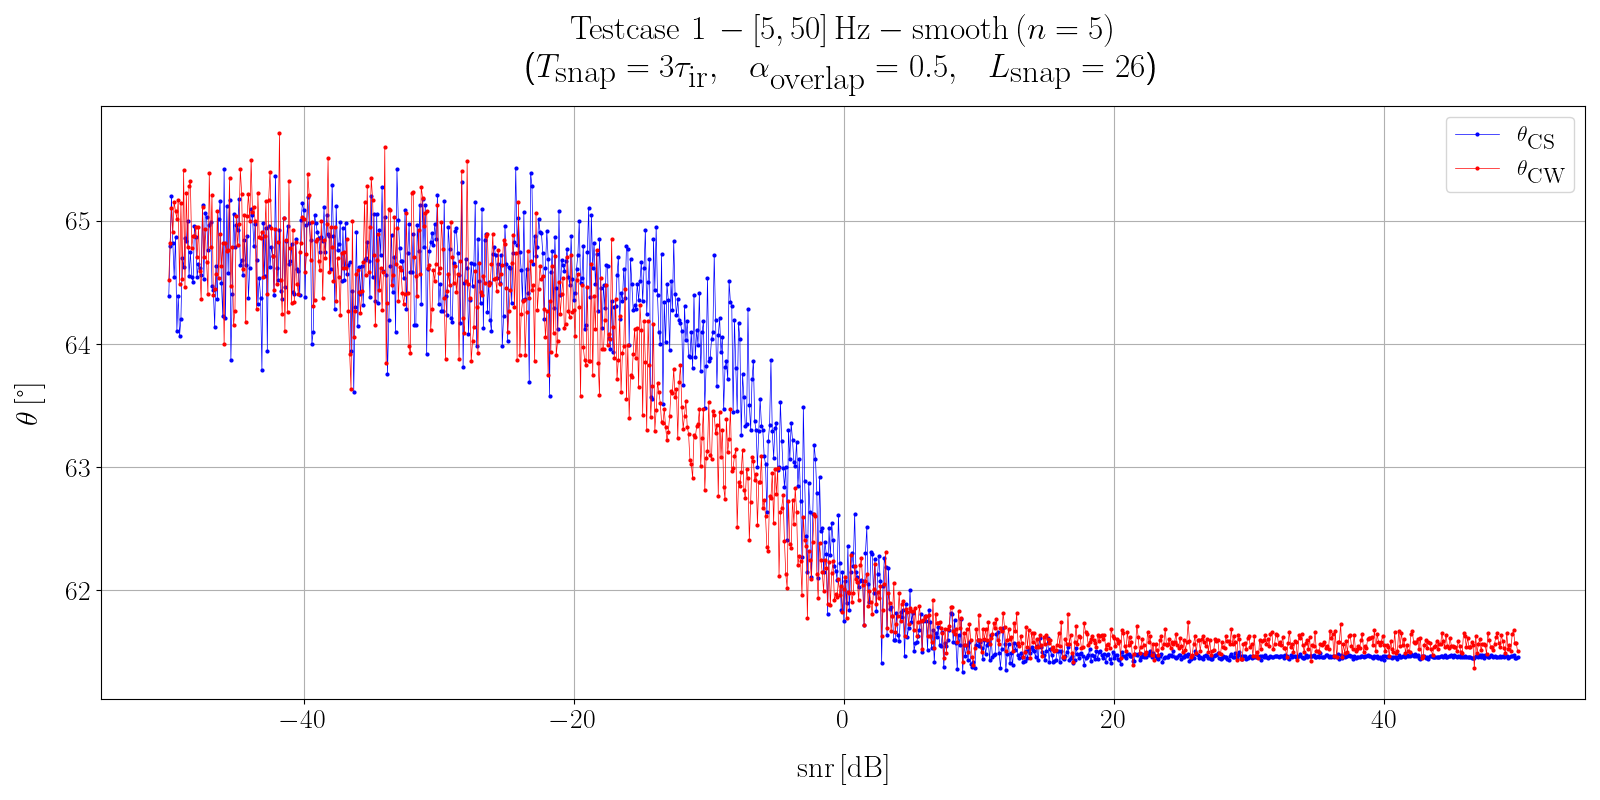 Testcase 1 − [5, 50] Hz − smooth (n = 5)
(T_snap = 3τ_ir, α_overlap = 0.5, L_snap = 26)
θ_CS
θ_CW
65
64
63
62
θ [°]
−40
−20
0
20
40
snr [dB]